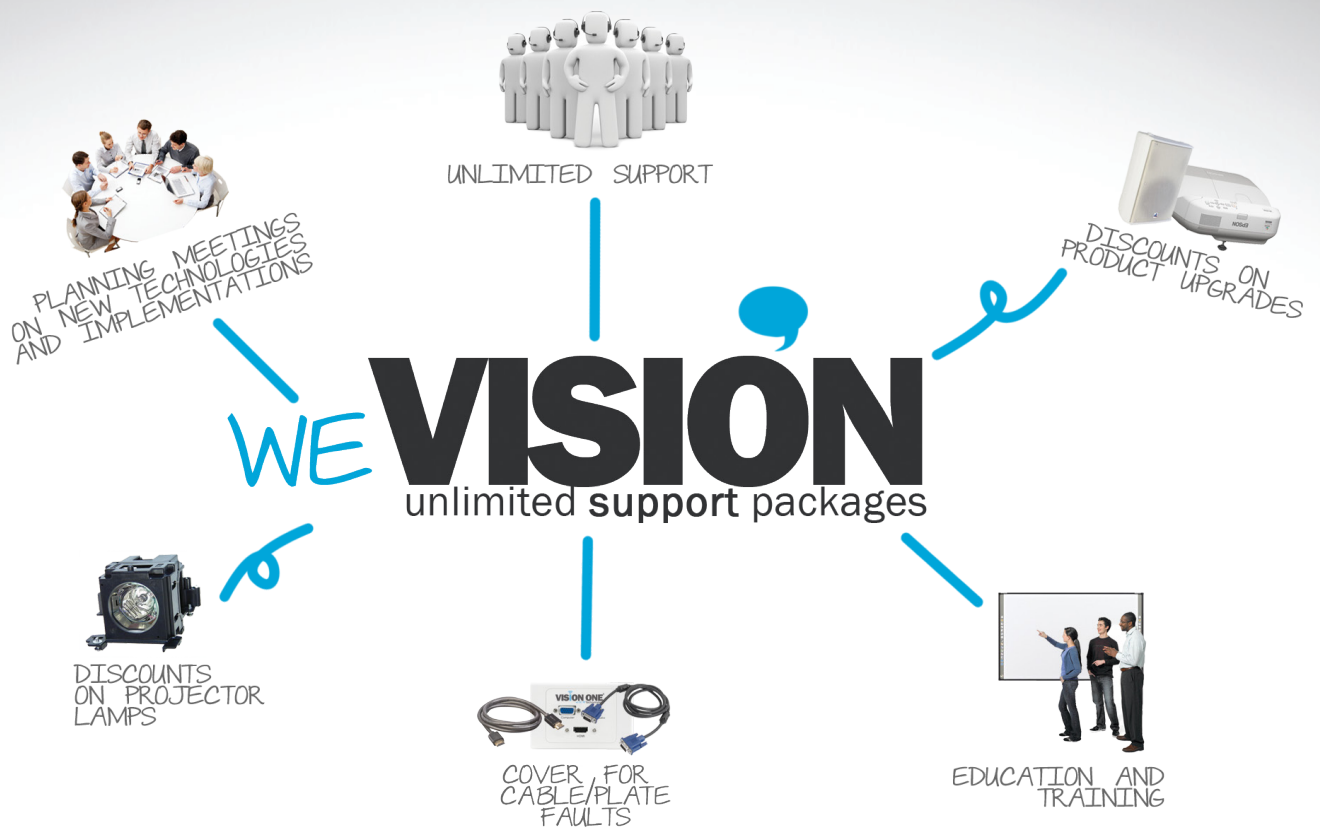 UNLIMITED SUPPORT
PLANNING MEETINGS
ON NEW TECHNOLOGIES
AND IMPLEMENTATIONS
DISCOUNTS ON
PRODUCT UPGRADES
EPSON
WE VISION
unlimited support packages
DISCOUNTS
ON PROJECTOR
LAMPS
VISION ONE
COVER FOR
CABLE/PLATE
FAULTS
EDUCATION AND
TRAINING